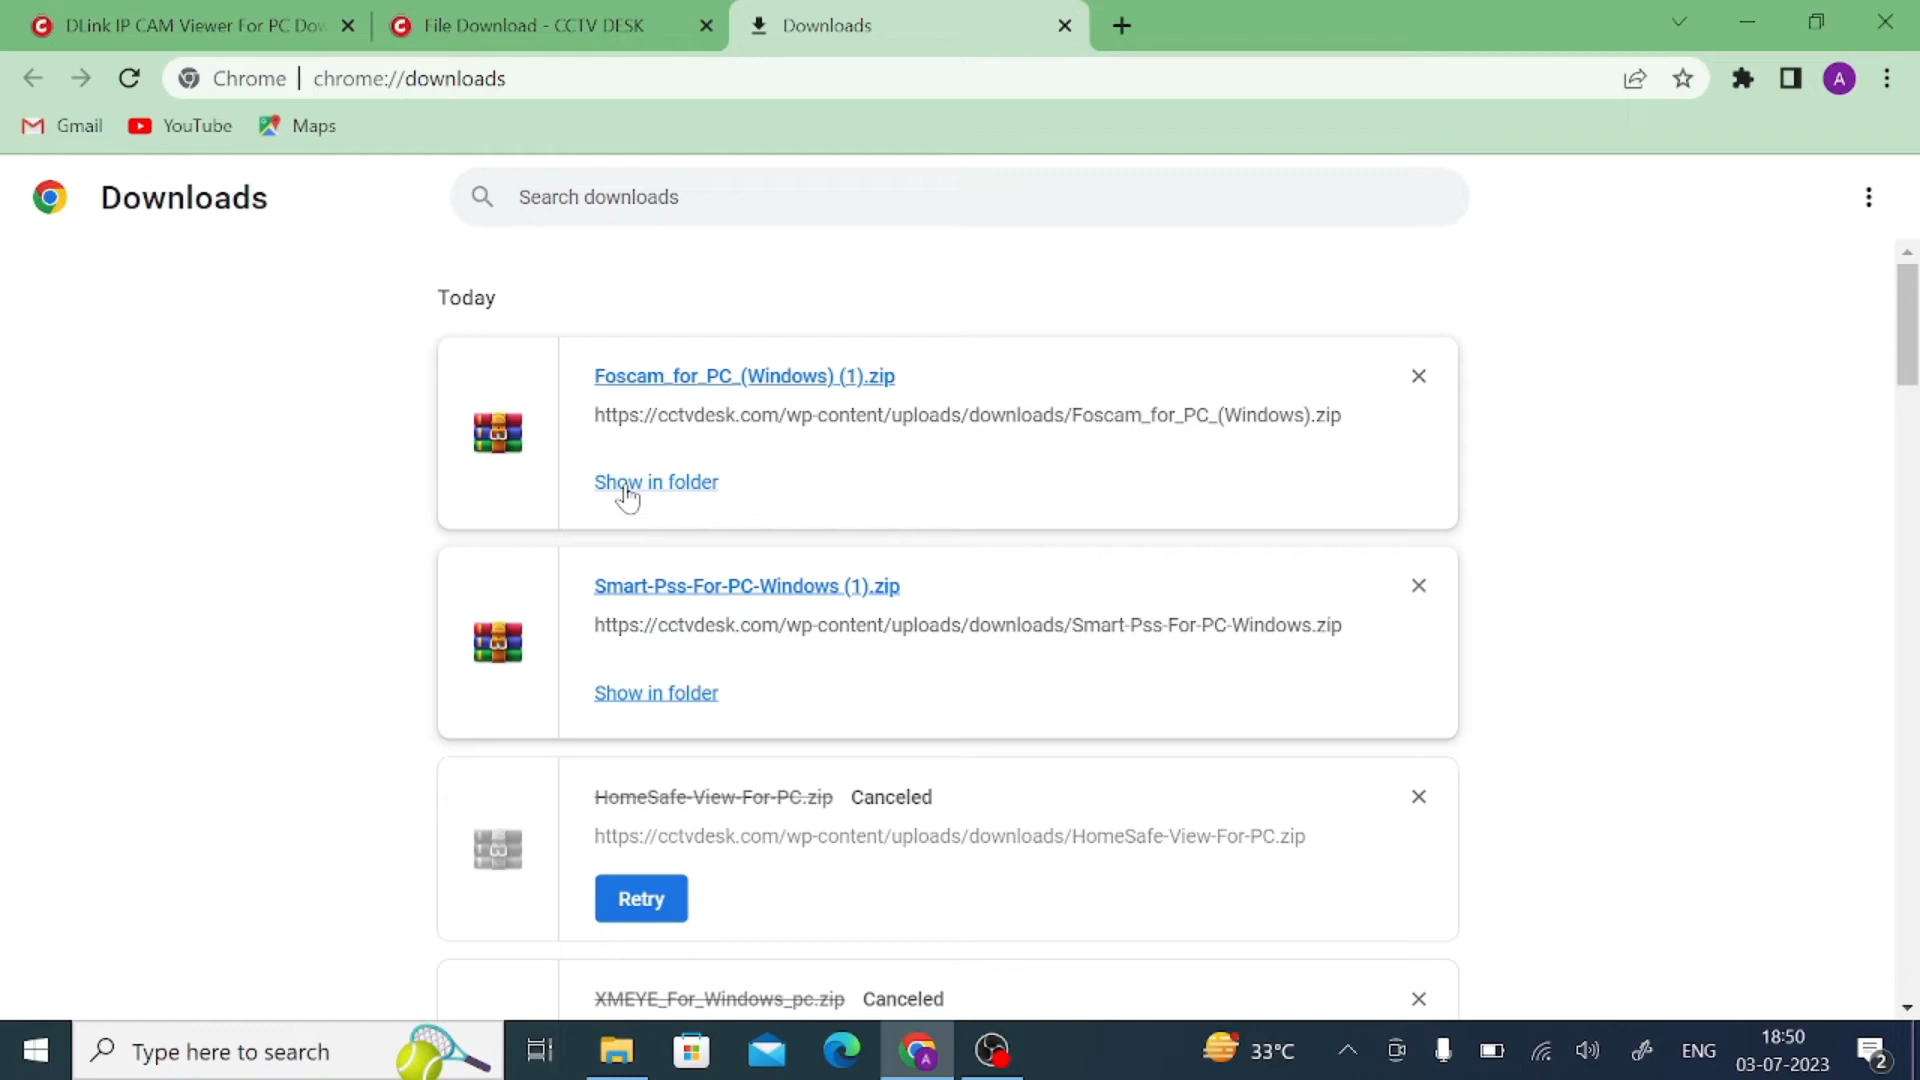 DLink IP CAM Viewer For PC Dow
File Download - CCTV DESK
Downloads
Chrome | chrome://downloads
A
Gmail
YouTube
Maps
Downloads
Search downloads
Today
Foscam_for_PC_(Windows) (1).zip
https://cctvdesk.com/wp-content/uploads/downloads/Foscam_for_PC_(Windows).zip
Show in folder
Smart-Pss-For-PC-Windows (1).zip
https://cctvdesk.com/wp-content/uploads/downloads/Smart-Pss-For-PC-Windows.zip
Show in folder
HomeSafe-View-For-PC.zip Canceled
https://cctvdesk.com/wp-content/uploads/downloads/HomeSafe-View-For-PC.zip
Retry
XMEYE_For_Windows_pc.zip Canceled
Type here to search
A
33°C
ENG
18:50
03-07-2023
2